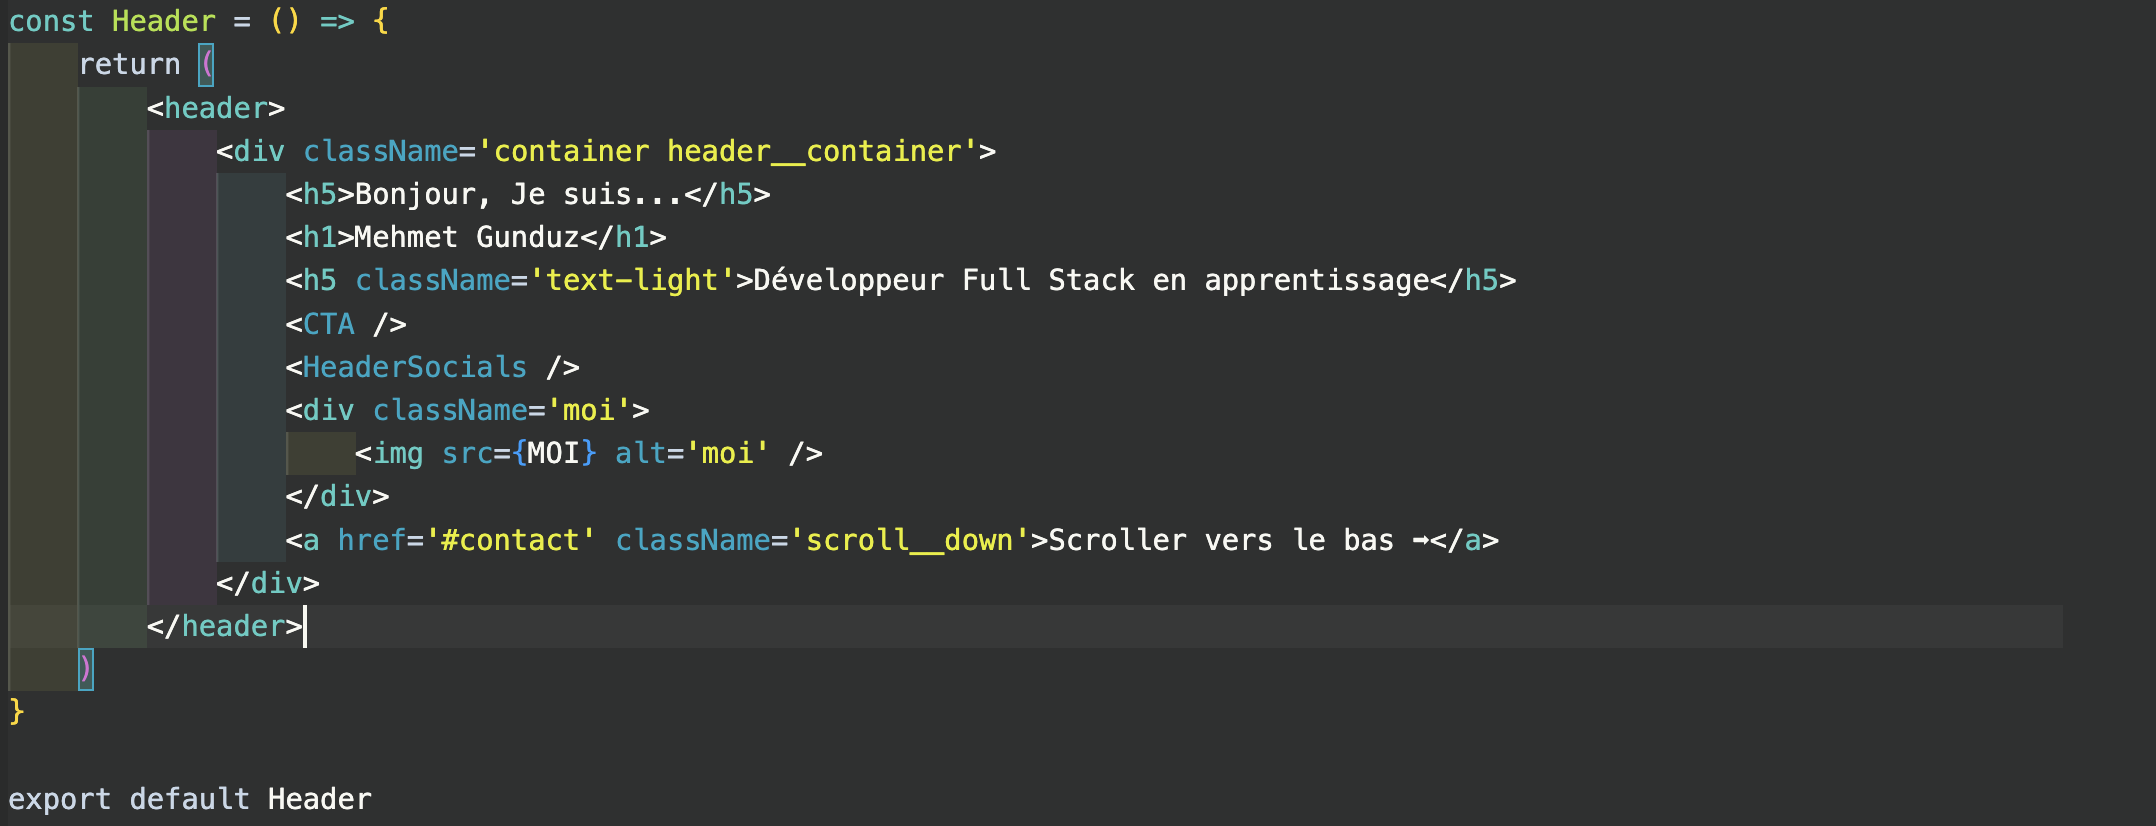 const Header = () => {
    return (
        <header>
            <div className='container header__container'>
                <h5>Bonjour, Je suis...</h5>
                <h1>Mehmet Gunduz</h1>
                <h5 className='text-light'>Développeur Full Stack en apprentissage</h5>
                <CTA />
                <HeaderSocials />
                <div className='moi'>
                    <img src={MOI} alt='moi' />
                </div>
                <a href='#contact' className='scroll__down'>Scroller vers le bas ➡</a>
            </div>
        </header>
    )
}
export default Header